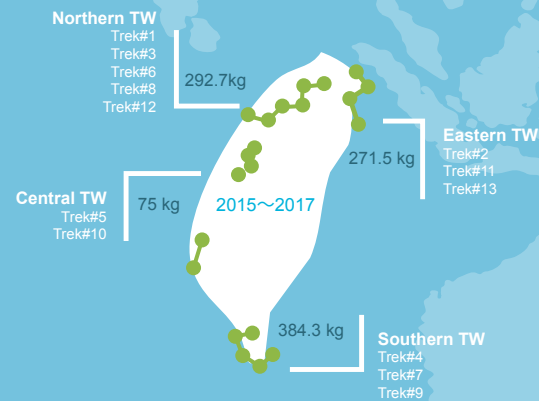 Northern TW
Trek#1
Trek#3
Trek#6
Trek#8
Trek#12
292.7kg
Eastern TW
Trek#2
Trek#11
Trek#13
271.5 kg
Central TW
Trek#5
Trek#10
75 kg
2015～2017
384.3 kg
Southern TW
Trek#4
Trek#7
Trek#9